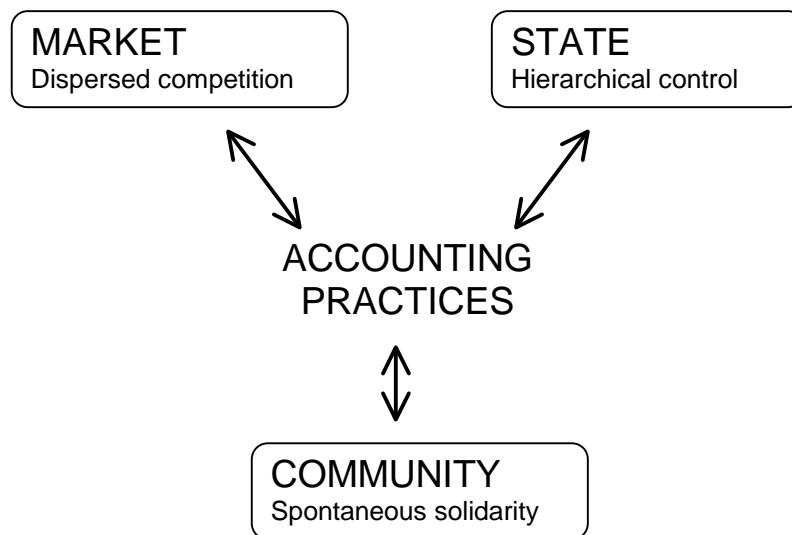 MARKET
Dispersed competition
STATE
Hierarchical control
ACCOUNTING
PRACTICES
COMMUNITY
Spontaneous solidarity